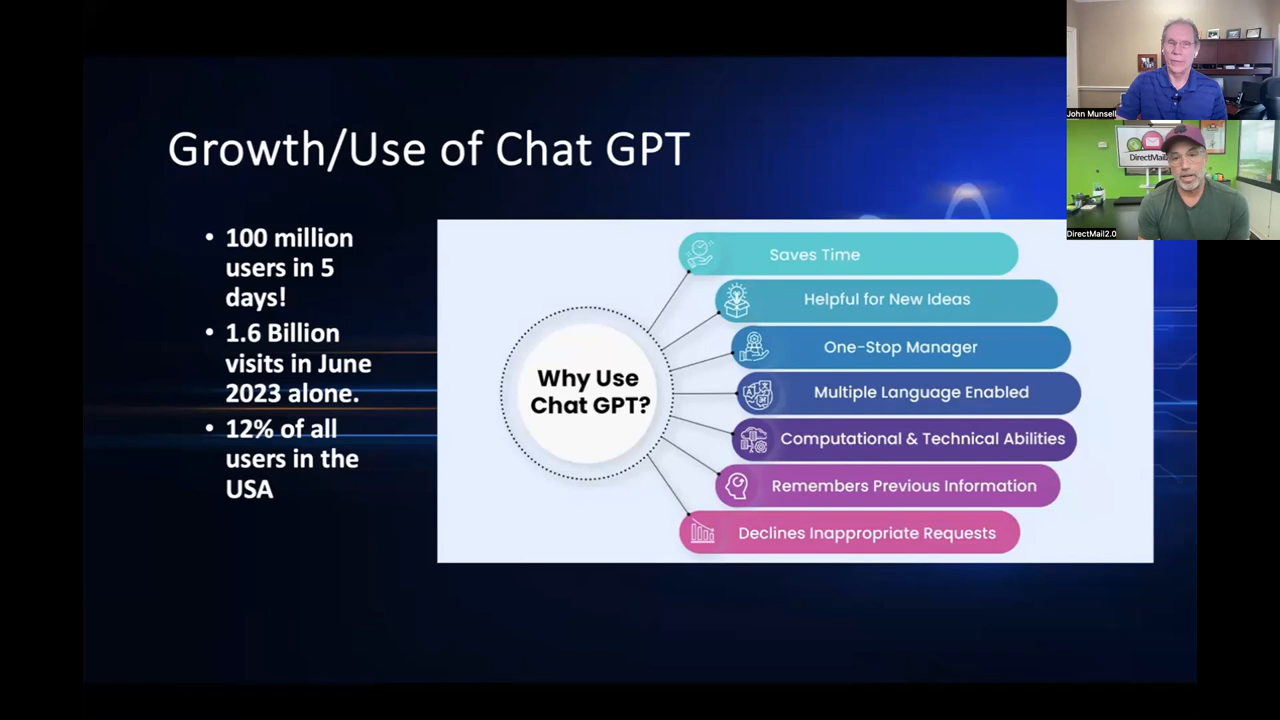 Growth/Use of Chat GPT
• 100 million
users in 5
days!
• 1.6 Billion
visits in June
2023 alone.
• 12% of all
users in the
USA
Why Use
Chat GPT?
Saves Time
Helpful for New Ideas
One-Stop Manager
Multiple Language Enabled
Computational & Technical Abilities
Remembers Previous Information
Declines Inappropriate Requests
John Munsell
DirectMail
DirectMail2.0